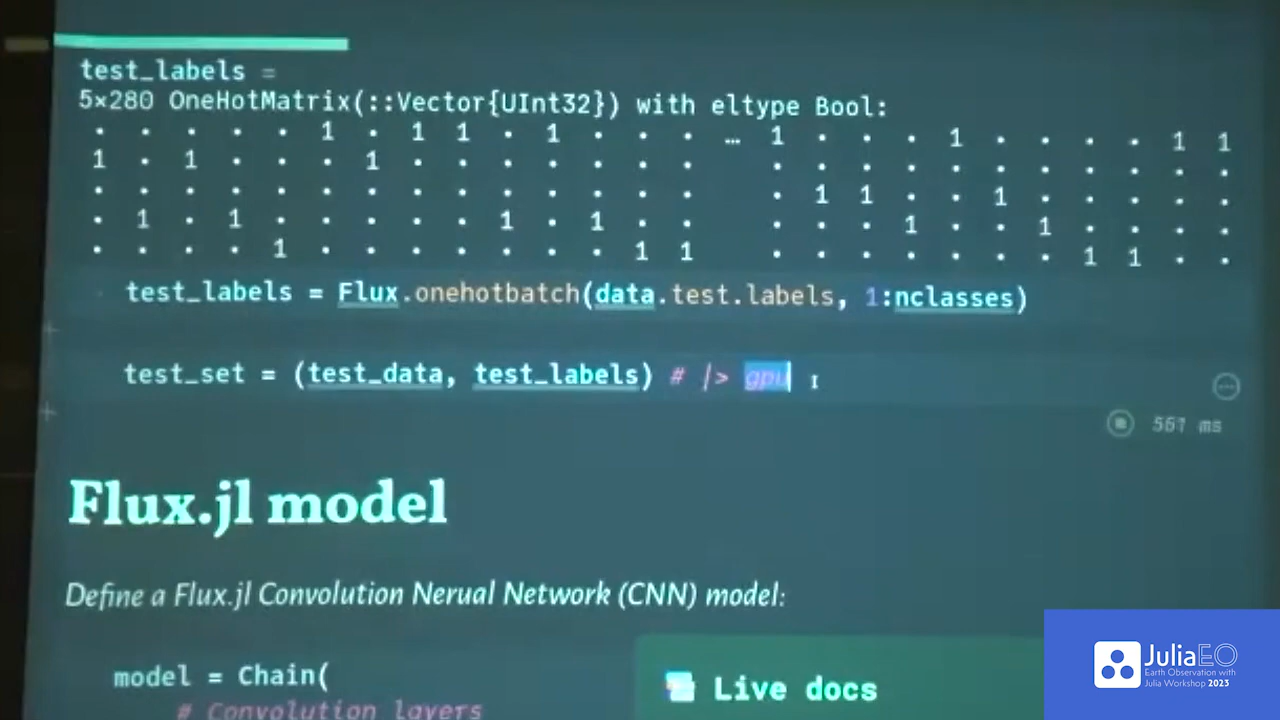 test_labels =
5×280 OneHotMatrix(::Vector{UInt32}) with eltype Bool:
· · · · · 1 · 1 1 · 1 · · · … 1 · · · 1 · · · · 1 1
1 · 1 · · · 1 · · · · · · · · · · · · · · · · · ·
· · · · · · · · · · · · · · · 1 1 · · 1 · · · · ·
· 1 · 1 · · · · · 1 · 1 · · · · · 1 · · 1 · · · ·
· · · · 1 · · · · · · · 1 1 · · · · · · · 1 1 · ·
test_labels = Flux.onehotbatch(data.test.labels, 1:nclasses)
test_set = (test_data, test_labels) # |> gpu
557 ms
Flux.jl model
Define a Flux.jl Convolution Nerual Network (CNN) model:
model = Chain(
# Convolution layers
Live docs
JuliaEO
Earth Observation with
Julia Workshop 2023